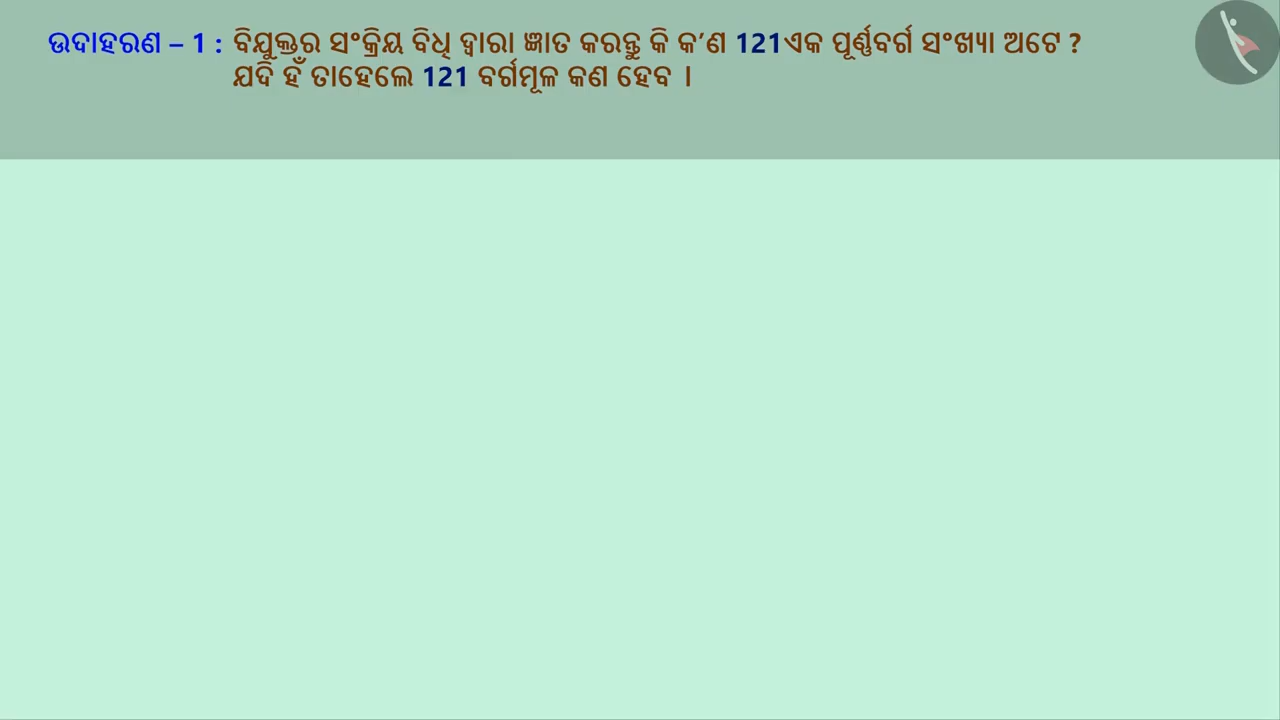 ଉଦାହରଣ – 1 : ବିଯୁକ୍ତର ସଂକ୍ରିୟ ବିଧି ଦ୍ୱାରା ଜ୍ଞାତ କରନ୍ତୁ କି କ’ଣ 121ଏକ ପୂର୍ଣ୍ଣବର୍ଗ ସଂଖ୍ୟା ଅଟେ ?
ଯଦି ହଁ ତାହେଲେ 121 ବର୍ଗମୂଳ କଣ ହେବ ।